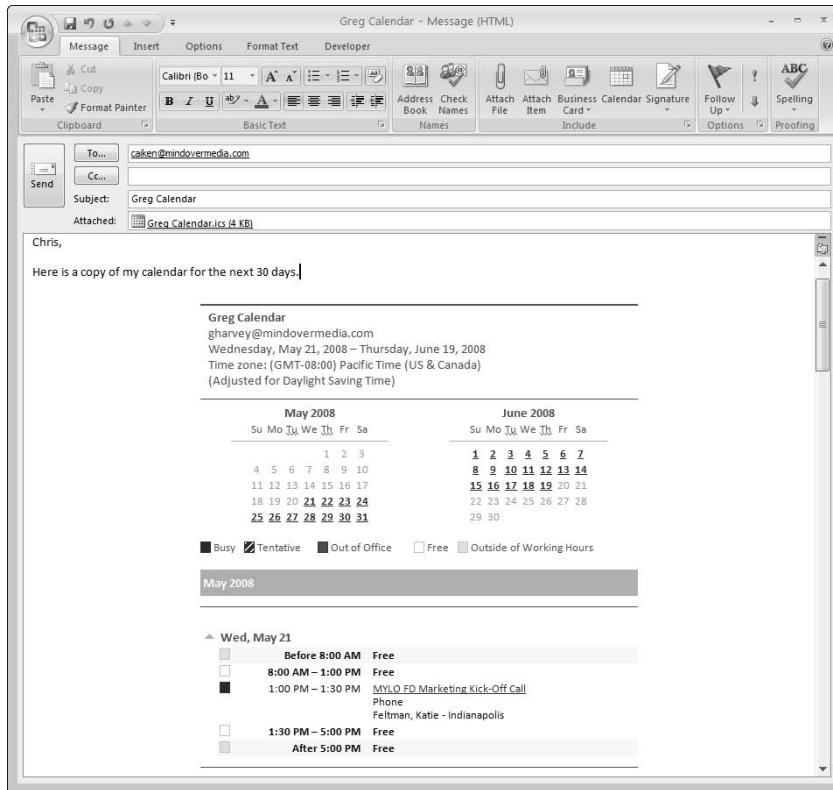 Greg Calendar - Message (HTML)
Message Insert Options Format Text Developer
Cut
Copy
Paste
Format Painter
Clipboard
Calibri (Bo 11
B I U
Basic Text
Address Book
Check Names
Names
Attach File
Attach Item
Business Card
Calendar
Signature
Include
Follow Up
Options
ABC
Spelling
Proofing
Send
To... caiken@mindovermedia.com
Cc...
Subject: Greg Calendar
Attached: Greg Calendar.ics (4 KB)
Chris,
Here is a copy of my calendar for the next 30 days.
Greg Calendar
gharvey@mindovermedia.com
Wednesday, May 21, 2008 – Thursday, June 19, 2008
Time zone: (GMT-08:00) Pacific Time (US & Canada)
(Adjusted for Daylight Saving Time)
May 2008
Su Mo Tu We Th Fr Sa
1 2 3
4 5 6 7 8 9 10
11 12 13 14 15 16 17
18 19 20 21 22 23 24
25 26 27 28 29 30 31
June 2008
Su Mo Tu We Th Fr Sa
1 2 3 4 5 6 7
8 9 10 11 12 13 14
15 16 17 18 19 20 21
22 23 24 25 26 27 28
29 30
Busy Tentative Out of Office Free Outside of Working Hours
May 2008
Wed, May 21
Before 8:00 AM Free
8:00 AM – 1:00 PM Free
1:00 PM – 1:30 PM MYLO FD Marketing Kick-Off Call
Phone
Feltman, Katie - Indianapolis
1:30 PM – 5:00 PM Free
After 5:00 PM Free